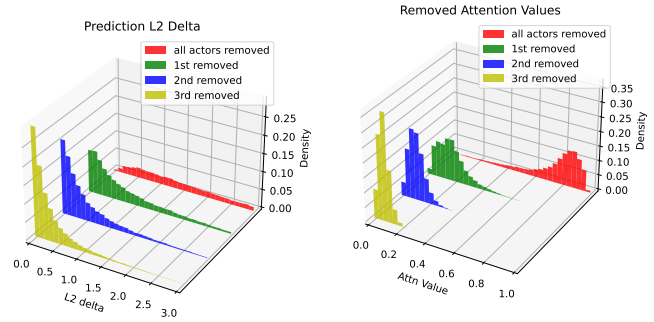 Prediction L2 Delta
all actors removed
1st removed
2nd removed
3rd removed
0.25
0.20
0.15
0.10
0.05
0.00
Density
0.0
0.5
1.0
1.5
2.0
2.5
3.0
L2 delta
Removed Attention Values
all actors removed
1st removed
2nd removed
3rd removed
0.35
0.30
0.25
0.20
0.15
0.10
0.05
0.00
Density
0.0
0.2
0.4
0.6
0.8
1.0
Attn Value